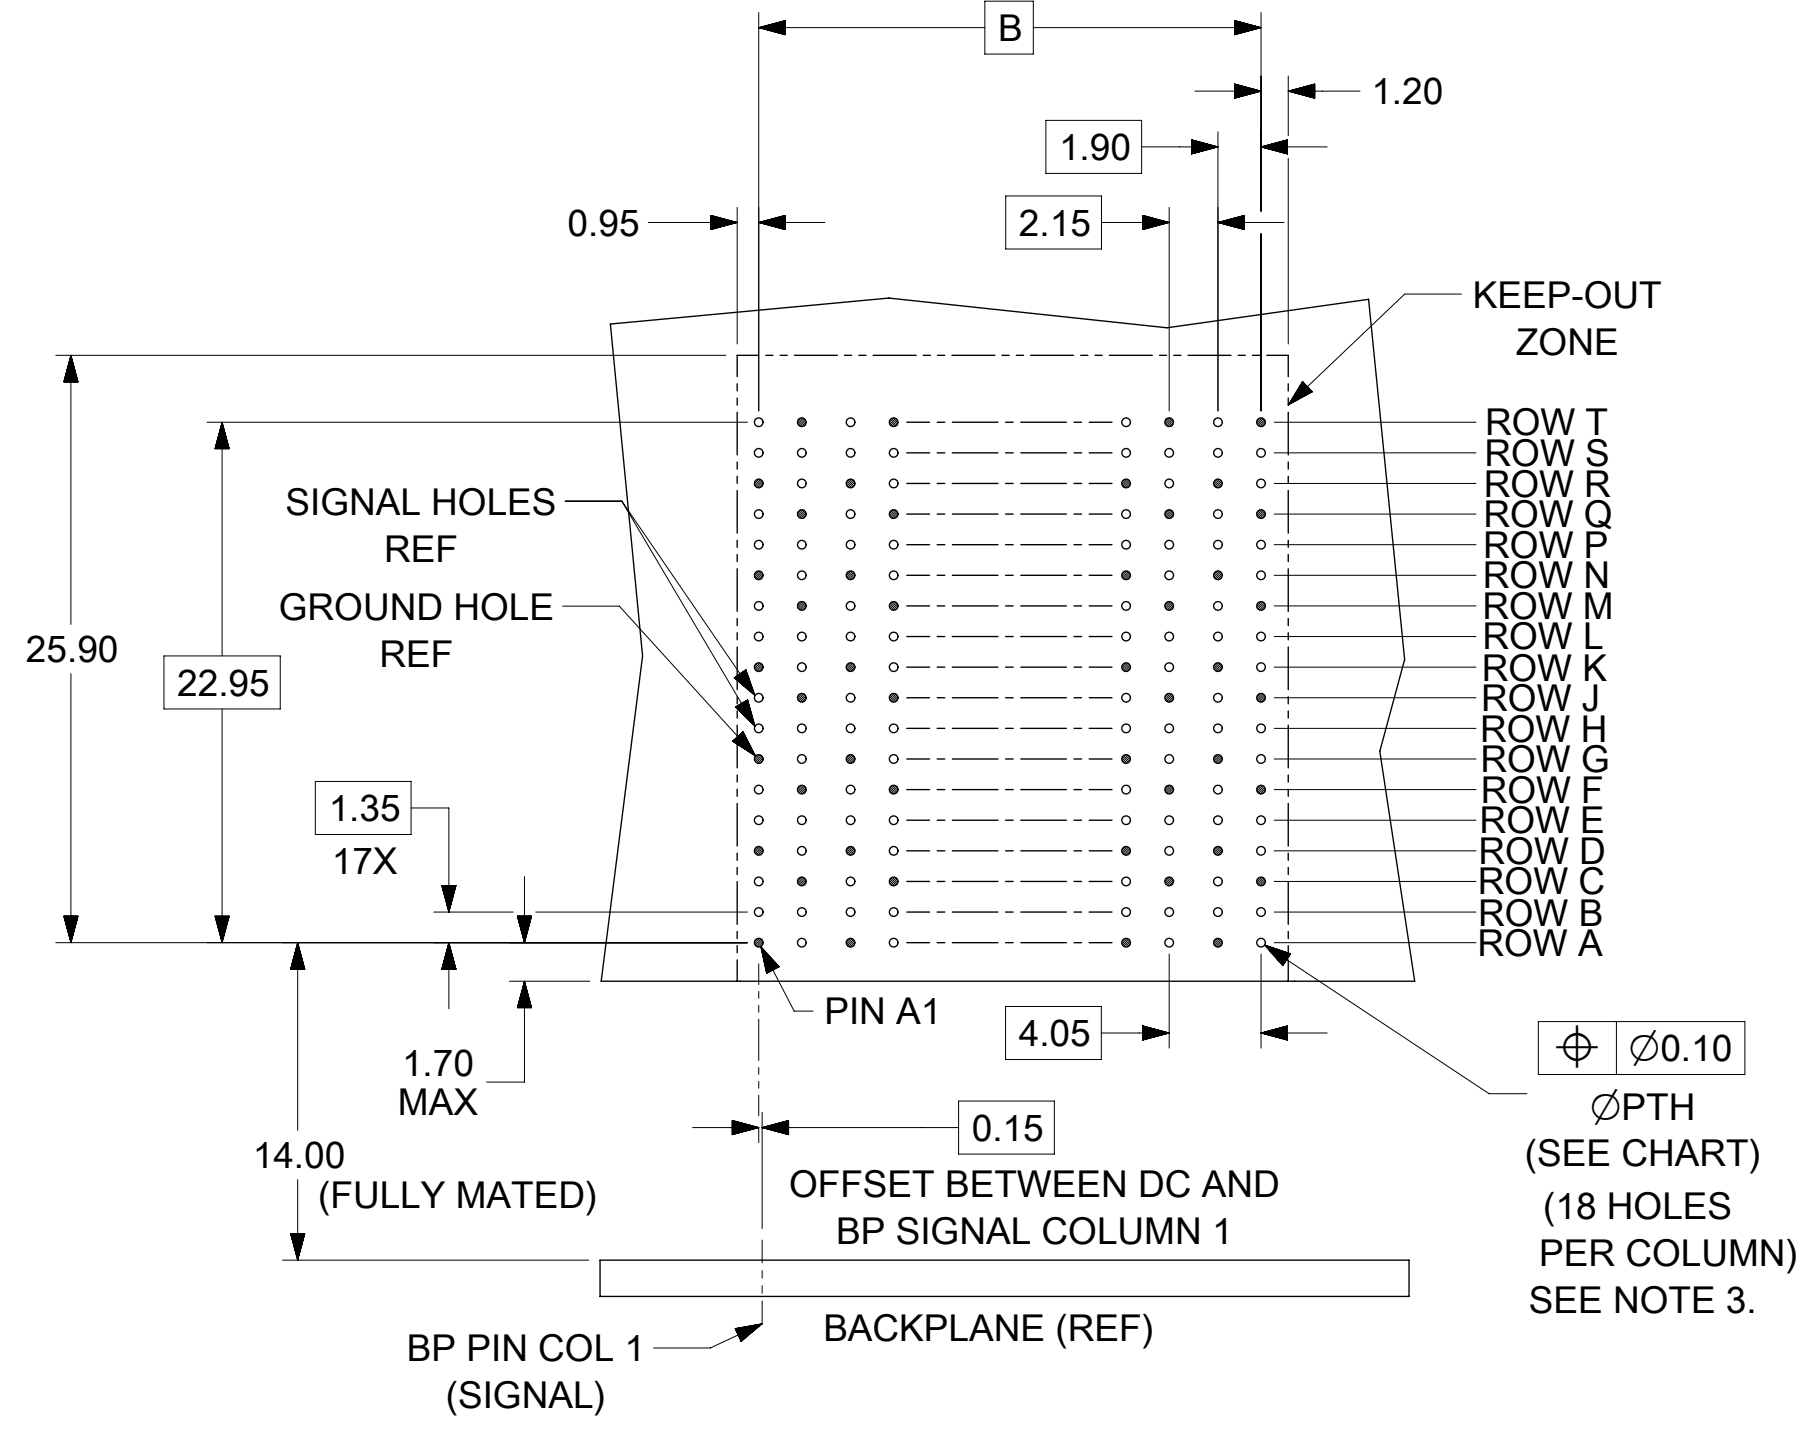 B
1.20
1.90
0.95
2.15
KEEP-OUT
ZONE
ROW T
ROW S
ROW R
ROW Q
ROW P
ROW N
ROW M
ROW L
ROW K
ROW J
ROW H
ROW G
ROW F
ROW E
ROW D
ROW C
ROW B
ROW A
SIGNAL HOLES
REF
GROUND HOLE
REF
25.90
22.95
1.35
17X
PIN A1
4.05
1.70
MAX
⌖ ∅0.10
∅PTH
(SEE CHART)
(18 HOLES
PER COLUMN)
SEE NOTE 3.
0.15
OFFSET BETWEEN DC AND
BP SIGNAL COLUMN 1
14.00
(FULLY MATED)
BACKPLANE (REF)
BP PIN COL 1
(SIGNAL)